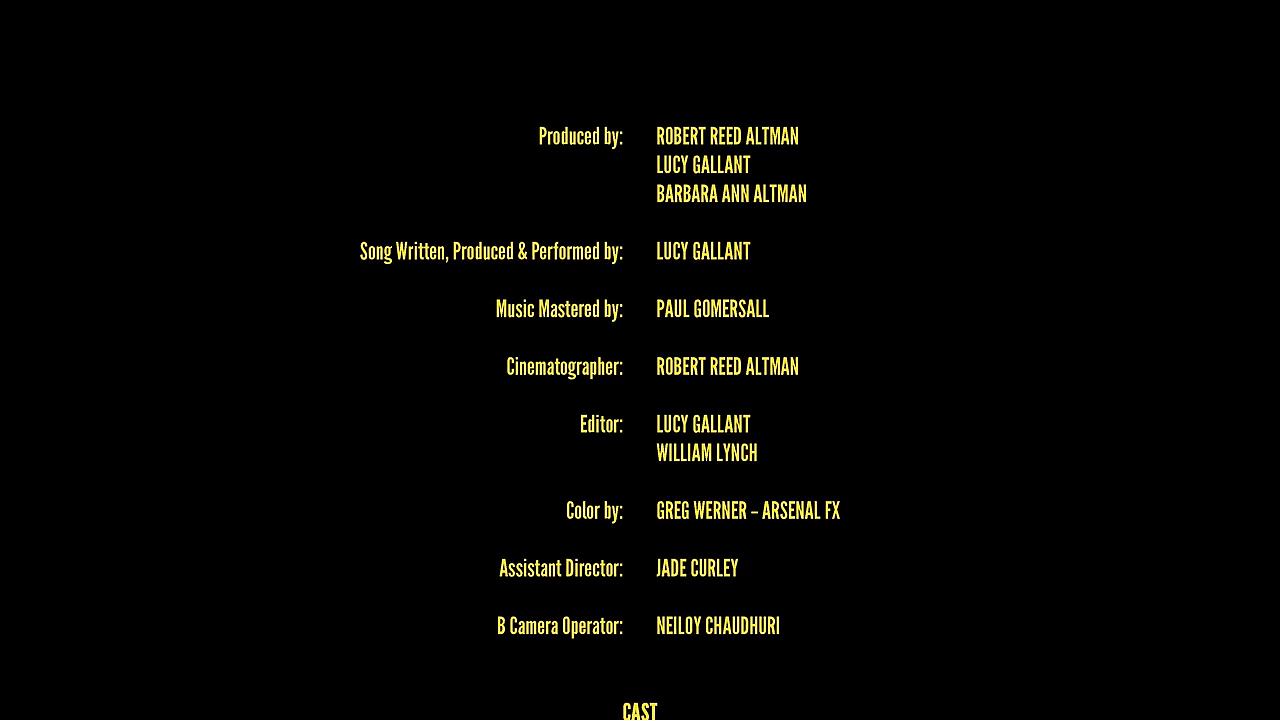 Produced by: ROBERT REED ALTMAN
LUCY GALLANT
BARBARA ANN ALTMAN
Song Written, Produced & Performed by: LUCY GALLANT
Music Mastered by: PAUL GOMERSALL
Cinematographer: ROBERT REED ALTMAN
Editor: LUCY GALLANT
WILLIAM LYNCH
Color by: GREG WERNER – ARSENAL FX
Assistant Director: JADE CURLEY
B Camera Operator: NEILOY CHAUDHURI
CAST